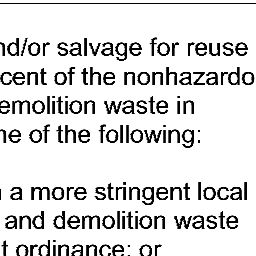 nd/or salvage for reuse
cent of the nonhazardo
emolition waste in
ne of the following:
a more stringent local
and demolition waste
t ordinance; or